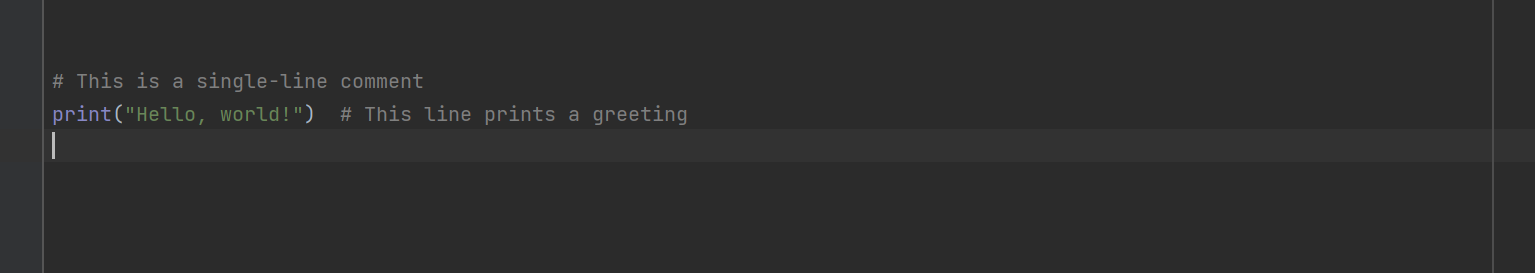 # This is a single-line comment
print("Hello, world!")  # This line prints a greeting